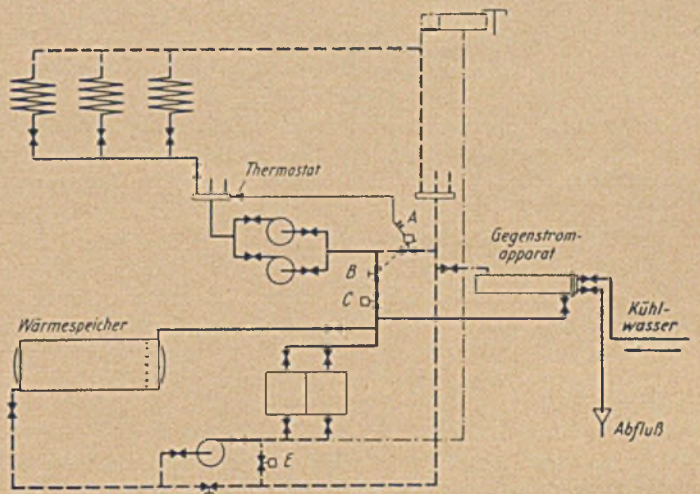 Thermostat
A
Gegenstrom-
apparat
B
C
Kühl-
wasser
Wärmespeicher
Abfluß
E